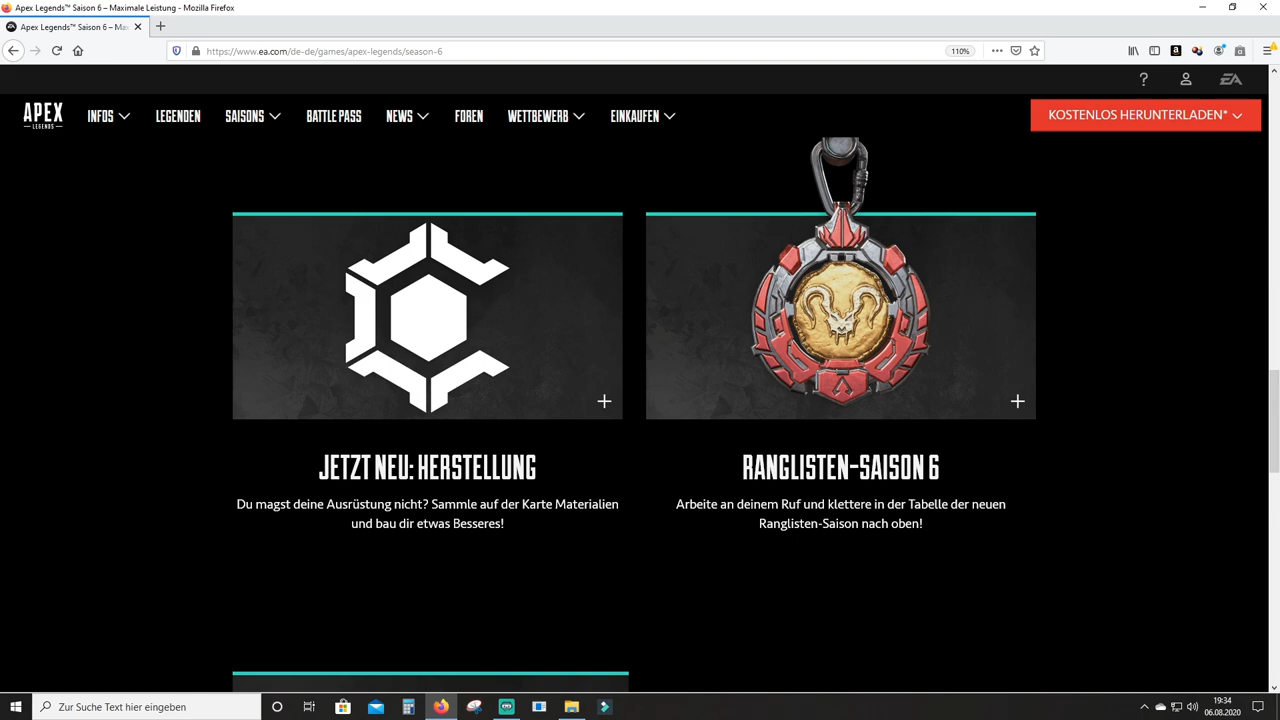 Apex Legends™ Saison 6 – Maximale Leistung - Mozilla Firefox
Apex Legends™ Saison 6 – Ma
https://www.ea.com/de-de/games/apex-legends/season-6
110%
EA
APEX
LEGENDS
INFOS
LEGENDEN
SAISONS
BATTLE PASS
NEWS
FOREN
WETTBEWERB
EINKAUFEN
KOSTENLOS HERUNTERLADEN*
JETZT NEU: HERSTELLUNG
Du magst deine Ausrüstung nicht? Sammle auf der Karte Materialien
und bau dir etwas Besseres!
RANGLISTEN-SAISON 6
Arbeite an deinem Ruf und klettere in der Tabelle der neuen
Ranglisten-Saison nach oben!
Zur Suche Text hier eingeben
19:34
06.08.2020